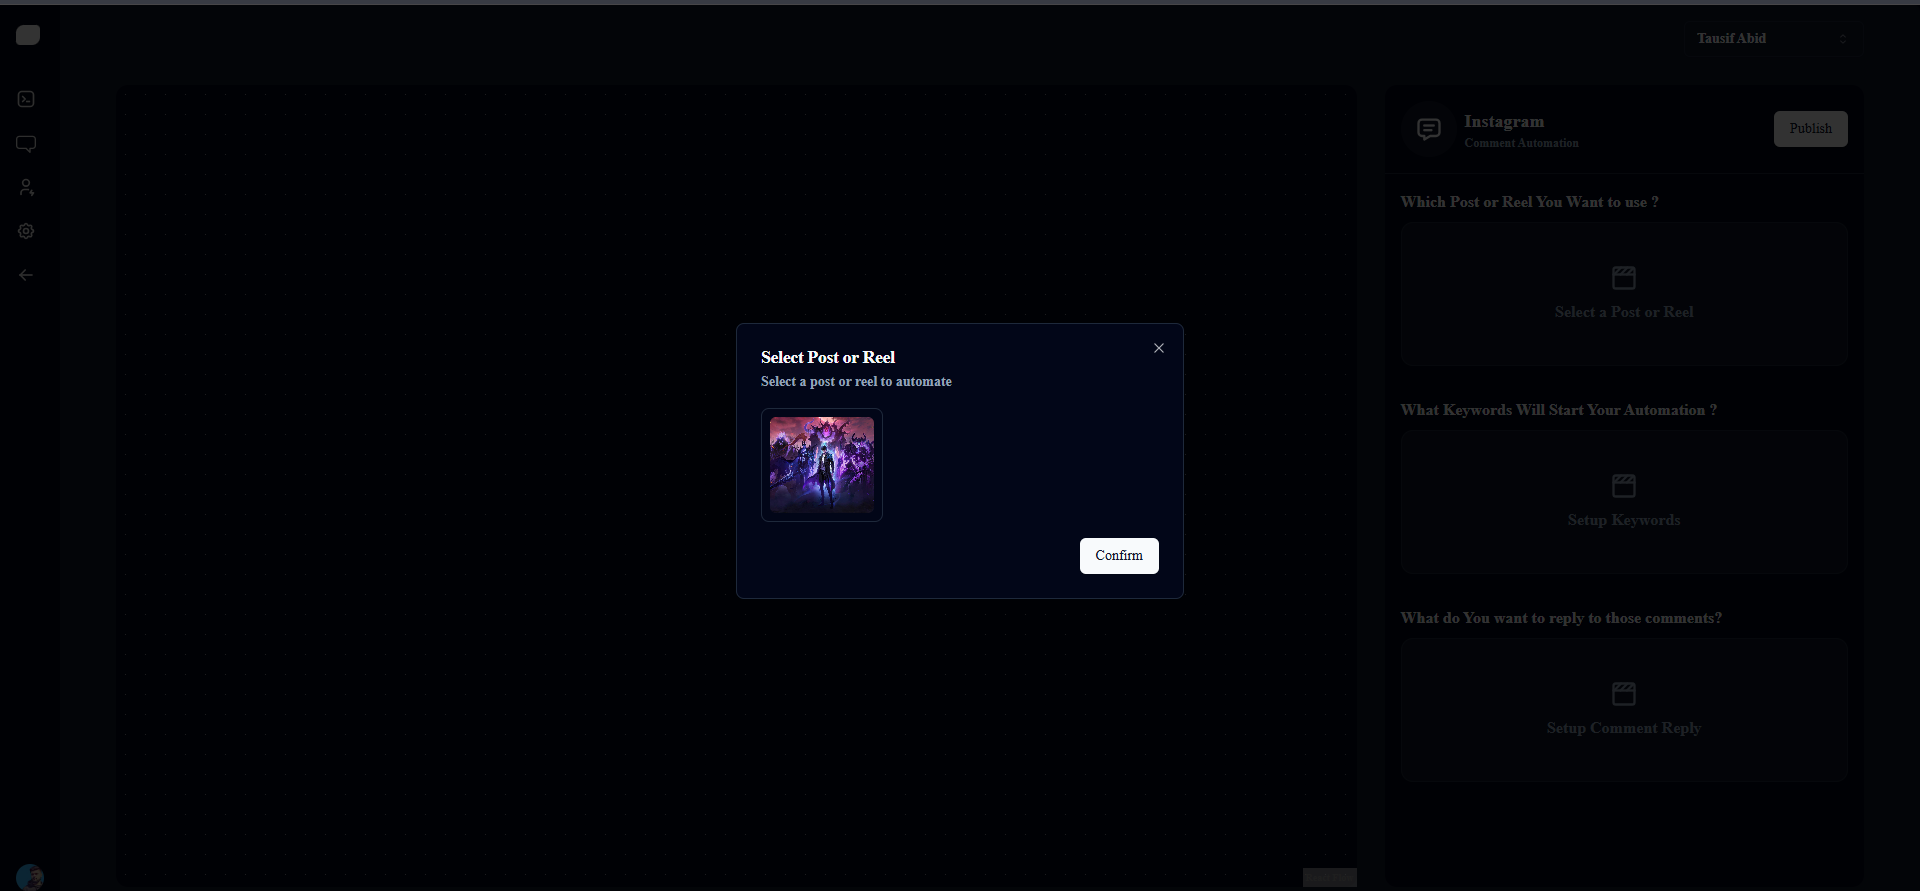 Tausif Abid
Instagram
Comment Automation
Publish
Which Post or Reel You Want to use ?
Select a Post or Reel
What Keywords Will Start Your Automation ?
Setup Keywords
What do You want to reply to those comments?
Setup Comment Reply
Select Post or Reel
Select a post or reel to automate
Confirm